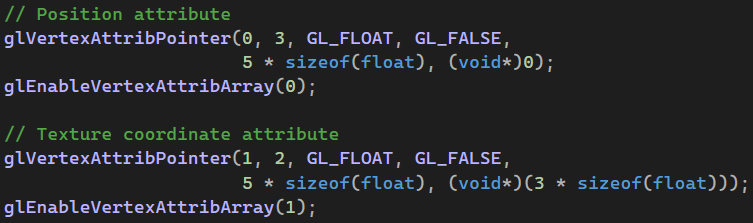 // Position attribute
glVertexAttribPointer(0, 3, GL_FLOAT, GL_FALSE,
5 * sizeof(float), (void*)0);
glEnableVertexAttribArray(0);
// Texture coordinate attribute
glVertexAttribPointer(1, 2, GL_FLOAT, GL_FALSE,
5 * sizeof(float), (void*)(3 * sizeof(float)));
glEnableVertexAttribArray(1);